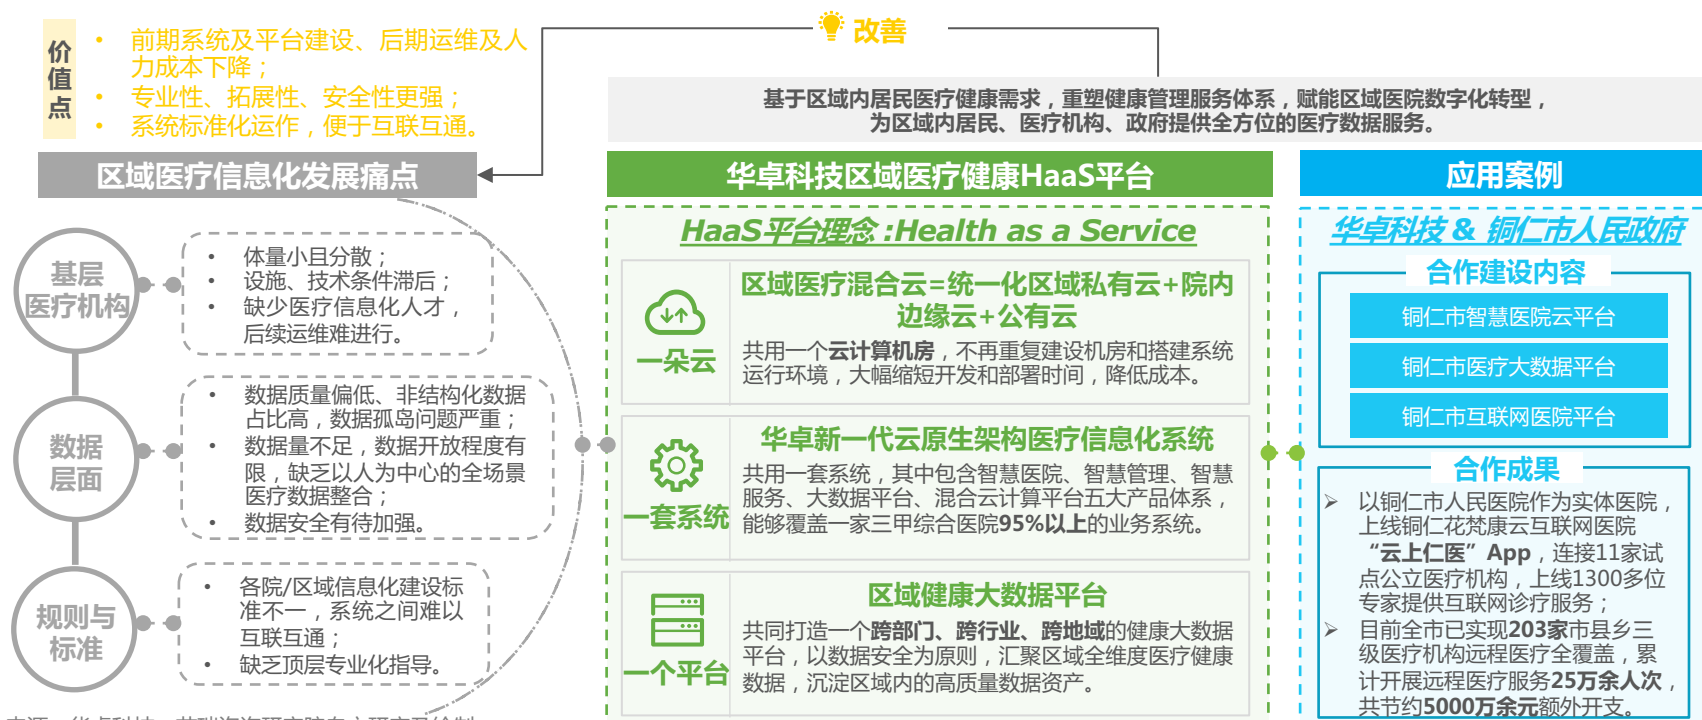 价值点
• 前期系统及平台建设、后期运维及人
力成本下降；
• 专业性、拓展性、安全性更强；
• 系统标准化运作，便于互联互通。
改善
基于区域内居民医疗健康需求，重塑健康管理服务体系，赋能区域医院数字化转型，
为区域内居民、医疗机构、政府提供全方位的医疗数据服务。
区域医疗信息化发展痛点
基层
医疗机构
• 体量小且分散；
• 设施、技术条件滞后；
• 缺少医疗信息化人才，
后续运维难进行。
数据
层面
• 数据质量偏低、非结构化数据
占比高，数据孤岛问题严重；
• 数据量不足，数据开放程度有
限，缺乏以人为中心的全场景
医疗数据整合；
• 数据安全有待加强。
规则与
标准
• 各院/区域信息化建设标
准不一，系统之间难以
互联互通；
• 缺乏顶层专业化指导。
华卓科技区域医疗健康HaaS平台
HaaS平台理念 :Health as a Service
一朵云
区域医疗混合云=统一化区域私有云+院内
边缘云+公有云
共用一个云计算机房，不再重复建设机房和搭建系统
运行环境，大幅缩短开发和部署时间，降低成本。
一套系统
华卓新一代云原生架构医疗信息化系统
共用一套系统，其中包含智慧医院、智慧管理、智慧
服务、大数据平台、混合云计算平台五大产品体系，
能够覆盖一家三甲综合医院95%以上的业务系统。
一个平台
区域健康大数据平台
共同打造一个跨部门、跨行业、跨地域的健康大数据
平台，以数据安全为原则，汇聚区域全维度医疗健康
数据，沉淀区域内的高质量数据资产。
应用案例
华卓科技 & 铜仁市人民政府
合作建设内容
铜仁市智慧医院云平台
铜仁市医疗大数据平台
铜仁市互联网医院平台
合作成果
➢ 以铜仁市人民医院作为实体医院，
上线铜仁花梵康云互联网医院
“云上仁医”App，连接11家试
点公立医疗机构，上线1300多位
专家提供互联网诊疗服务；
➢ 目前全市已实现203家市县乡三
级医疗机构远程医疗全覆盖，累
计开展远程医疗服务25万余人次，
共节约5000万余元额外开支。